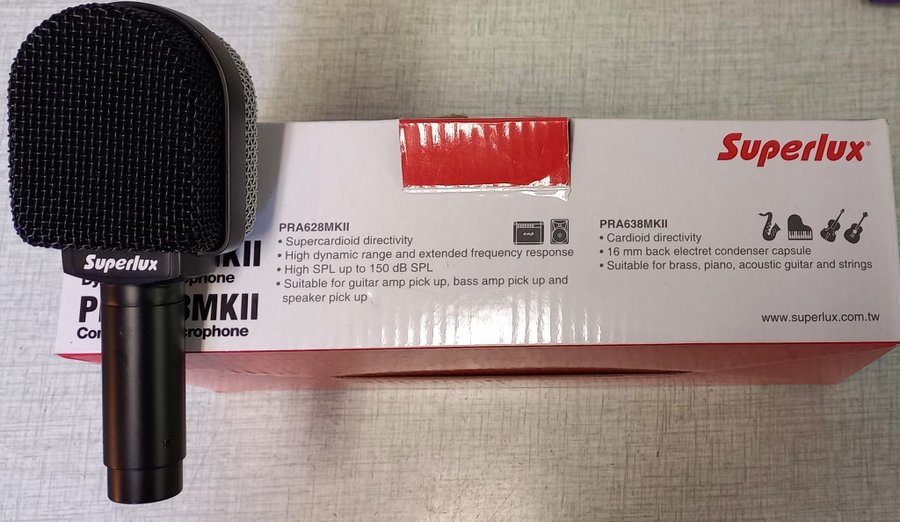 Superlux®
PRA628MKII
• Supercardioid directivity
• High dynamic range and extended frequency response
• High SPL up to 150 dB SPL
• Suitable for guitar amp pick up, bass amp pick up and
speaker pick up
PRA638MKII
• Cardioid directivity
• 16 mm back electret condenser capsule
• Suitable for brass, piano, acoustic guitar and strings
www.superlux.com.tw
Superlux
MKII